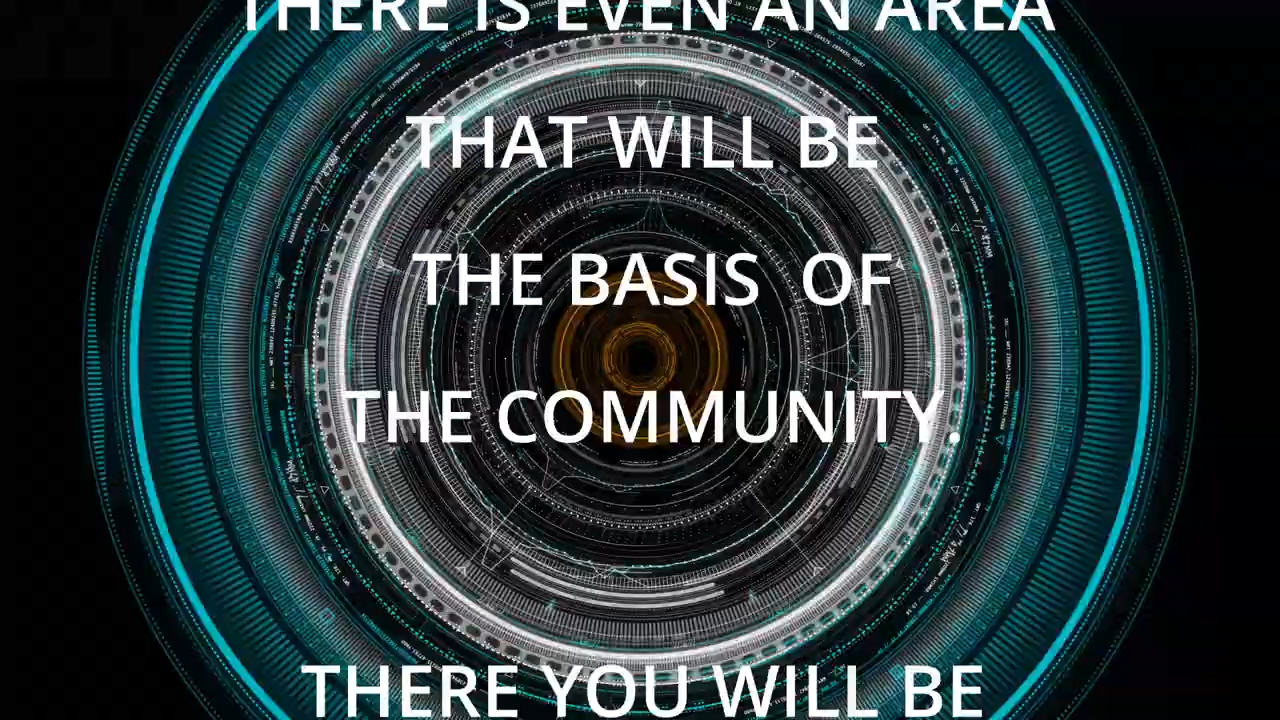 THERE IS EVEN AN AREA
THAT WILL BE
THE BASIS  OF
THE COMMUNITY.
THERE YOU WILL BE